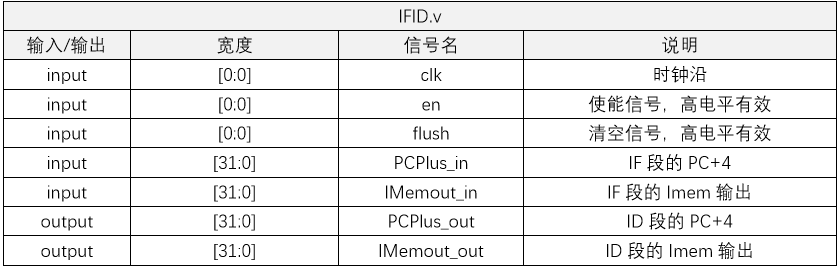 IFID.v
输入/输出 宽度 信号名 说明
input [0:0] clk 时钟沿
input [0:0] en 使能信号，高电平有效
input [0:0] flush 清空信号，高电平有效
input [31:0] PCPlus_in IF 段的 PC+4
input [31:0] IMemout_in IF 段的 Imem 输出
output [31:0] PCPlus_out ID 段的 PC+4
output [31:0] IMemout_out ID 段的 Imem 输出